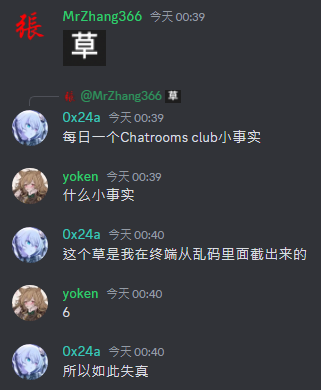 張
MrZhang366 今天 00:39
草
@MrZhang366 草
0x24a 今天 00:39
每日一个Chatrooms club小事实
yoken 今天 00:39
什么小事实
0x24a 今天 00:40
这个草是我在终端从乱码里面截出来的
yoken 今天 00:40
6
0x24a 今天 00:40
所以如此失真